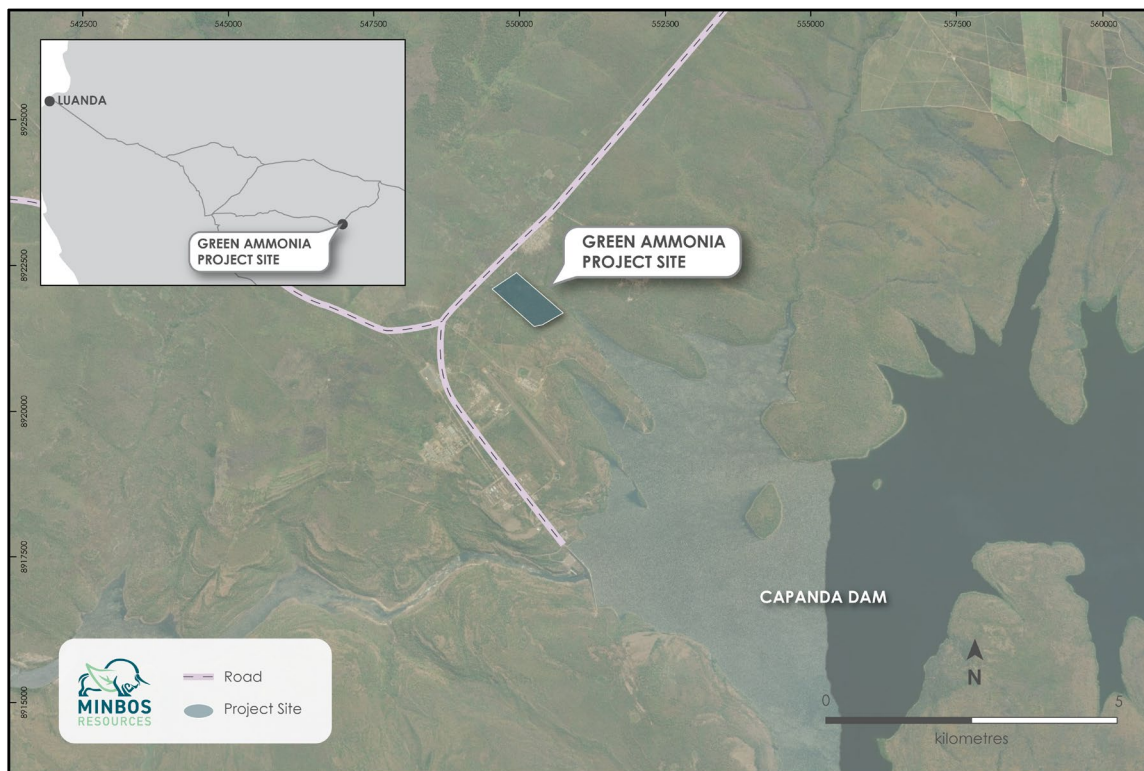 542500
545000
547500
550000
552500
555000
557500
560000
8925000
8922500
8920000
8917500
8915000
LUANDA
GREEN AMMONIA
PROJECT SITE
GREEN AMMONIA
PROJECT SITE
CAPANDA DAM
MINBOS
RESOURCES
Road
Project Site
N
0
5
kilometres